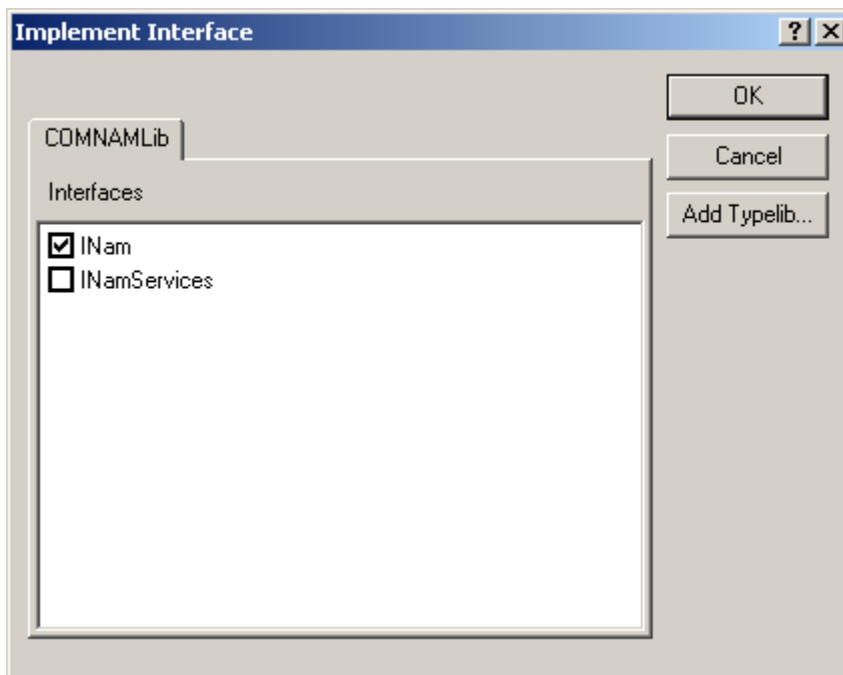 Implement Interface
OK
COMNAMLib
Cancel
Interfaces
Add Typelib...
INam
INamServices